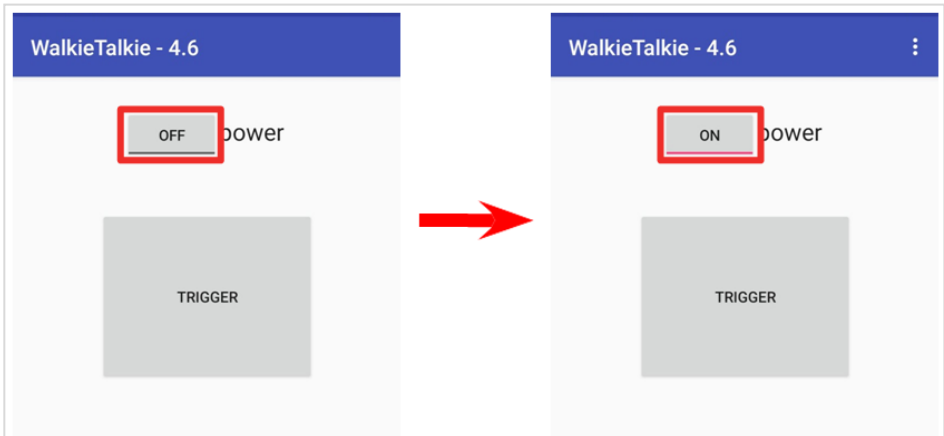 WalkieTalkie - 4.6
OFF power
TRIGGER
WalkieTalkie - 4.6
ON power
TRIGGER